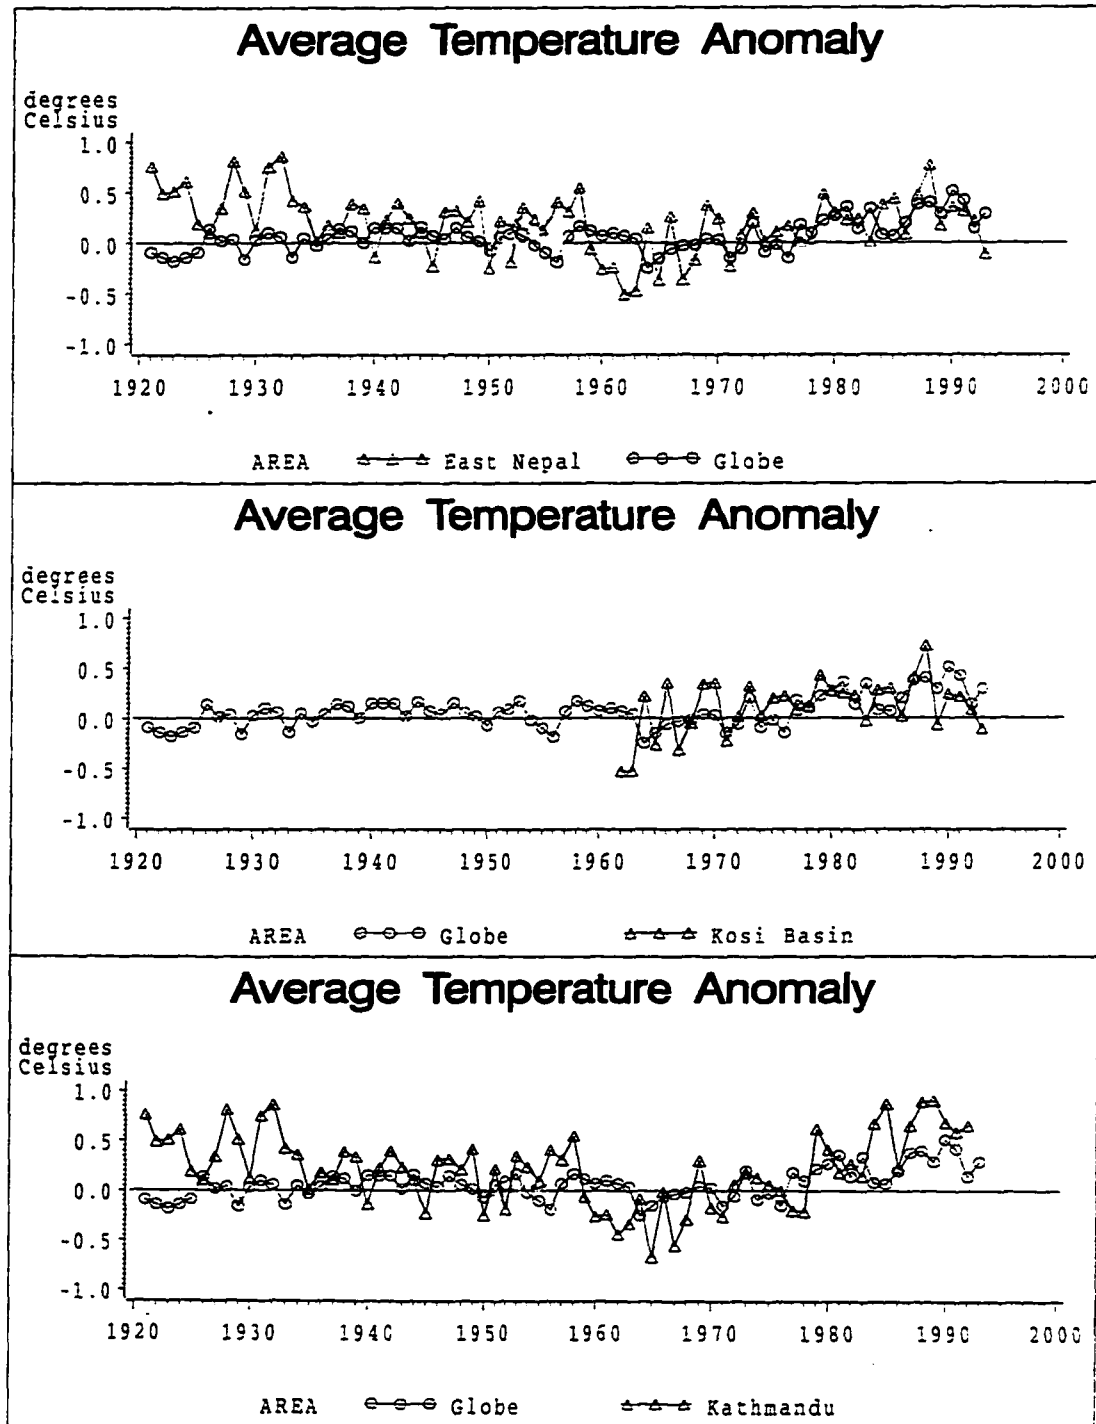 Average Temperature Anomaly
degrees
Celsius
1.0
0.5
0.0
-0.5
-1.0
1920 1930 1940 1950 1960 1970 1980 1990 2000
AREA East Nepal Globe
Average Temperature Anomaly
degrees
Celsius
1.0
0.5
0.0
-0.5
-1.0
1920 1930 1940 1950 1960 1970 1980 1990 2000
AREA Globe Kosi Basin
Average Temperature Anomaly
degrees
Celsius
1.0
0.5
0.0
-0.5
-1.0
1920 1930 1940 1950 1960 1970 1980 1990 2000
AREA Globe Kathmandu